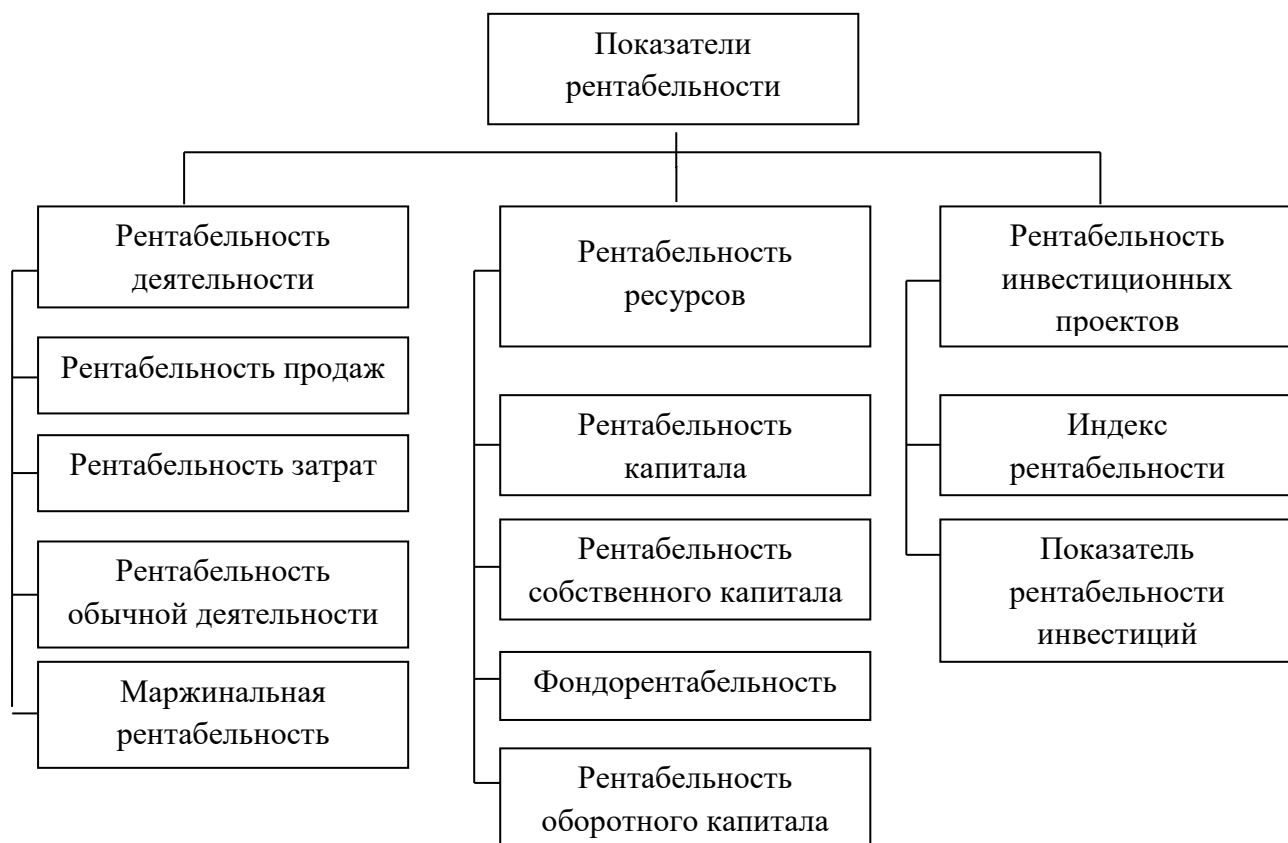 Показатели
рентабельности
Рентабельность
деятельности
Рентабельность продаж
Рентабельность затрат
Рентабельность
обычной деятельности
Маржинальная
рентабельность
Рентабельность
ресурсов
Рентабельность
капитала
Рентабельность
собственного капитала
Фондорентабельность
Рентабельность
оборотного капитала
Рентабельность
инвестиционных
проектов
Индекс
рентабельности
Показатель
рентабельности
инвестиций